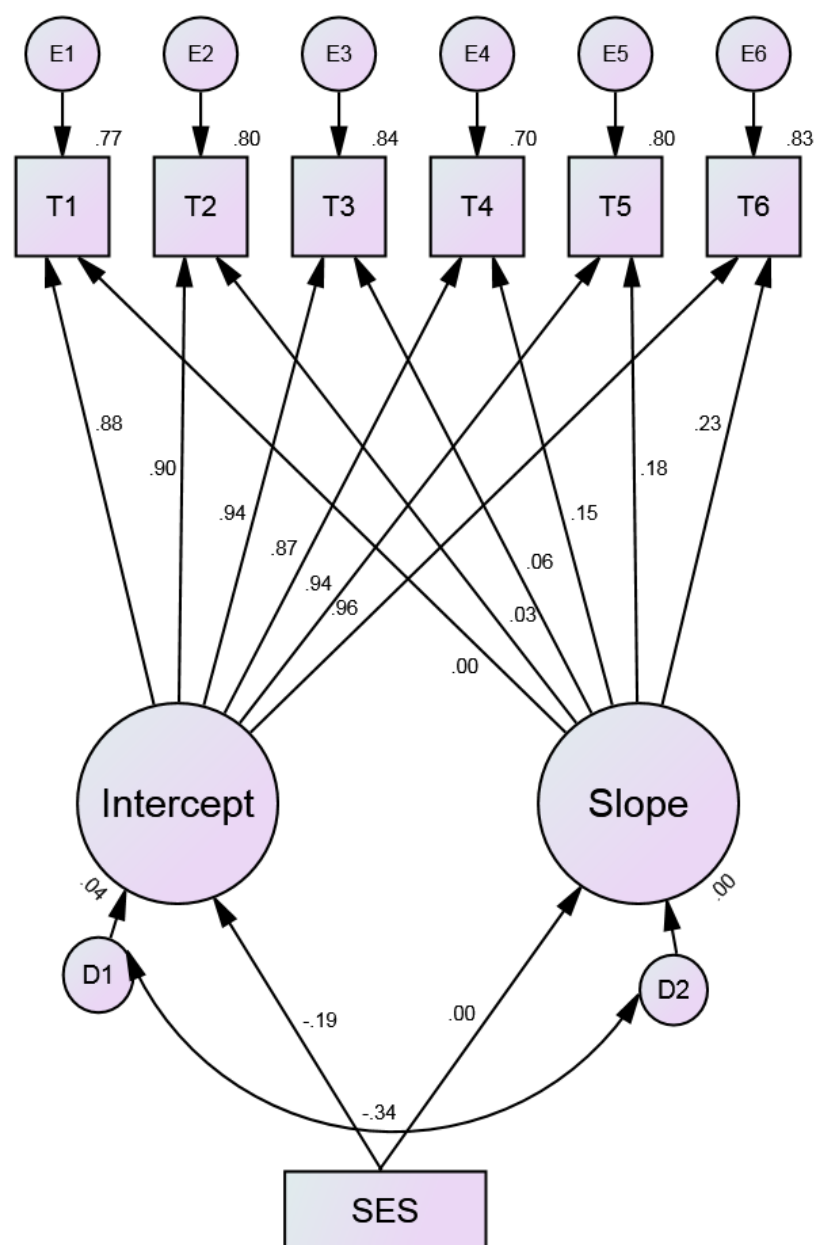 E1 E2 E3 E4 E5 E6
.77 .80 .84 .70 .80 .83
T1 T2 T3 T4 T5 T6
.88 .23
.90 .18
.94 .15
.87 .06
.94
.96 .03
.00
Intercept Slope
.04 .00
D1 D2
-.19 .00
-.34
SES